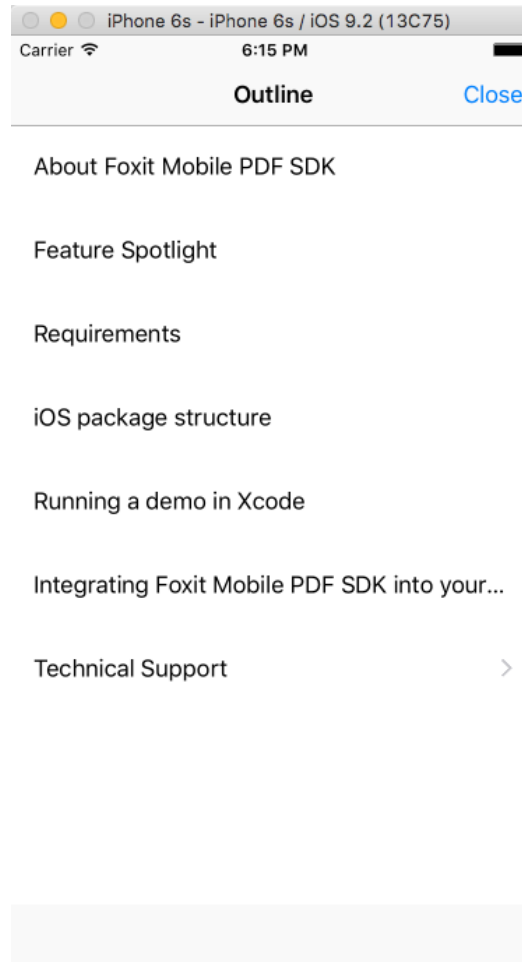 iPhone 6s - iPhone 6s / iOS 9.2 (13C75)
Carrier 6:15 PM
Outline Close
About Foxit Mobile PDF SDK
Feature Spotlight
Requirements
iOS package structure
Running a demo in Xcode
Integrating Foxit Mobile PDF SDK into your...
Technical Support